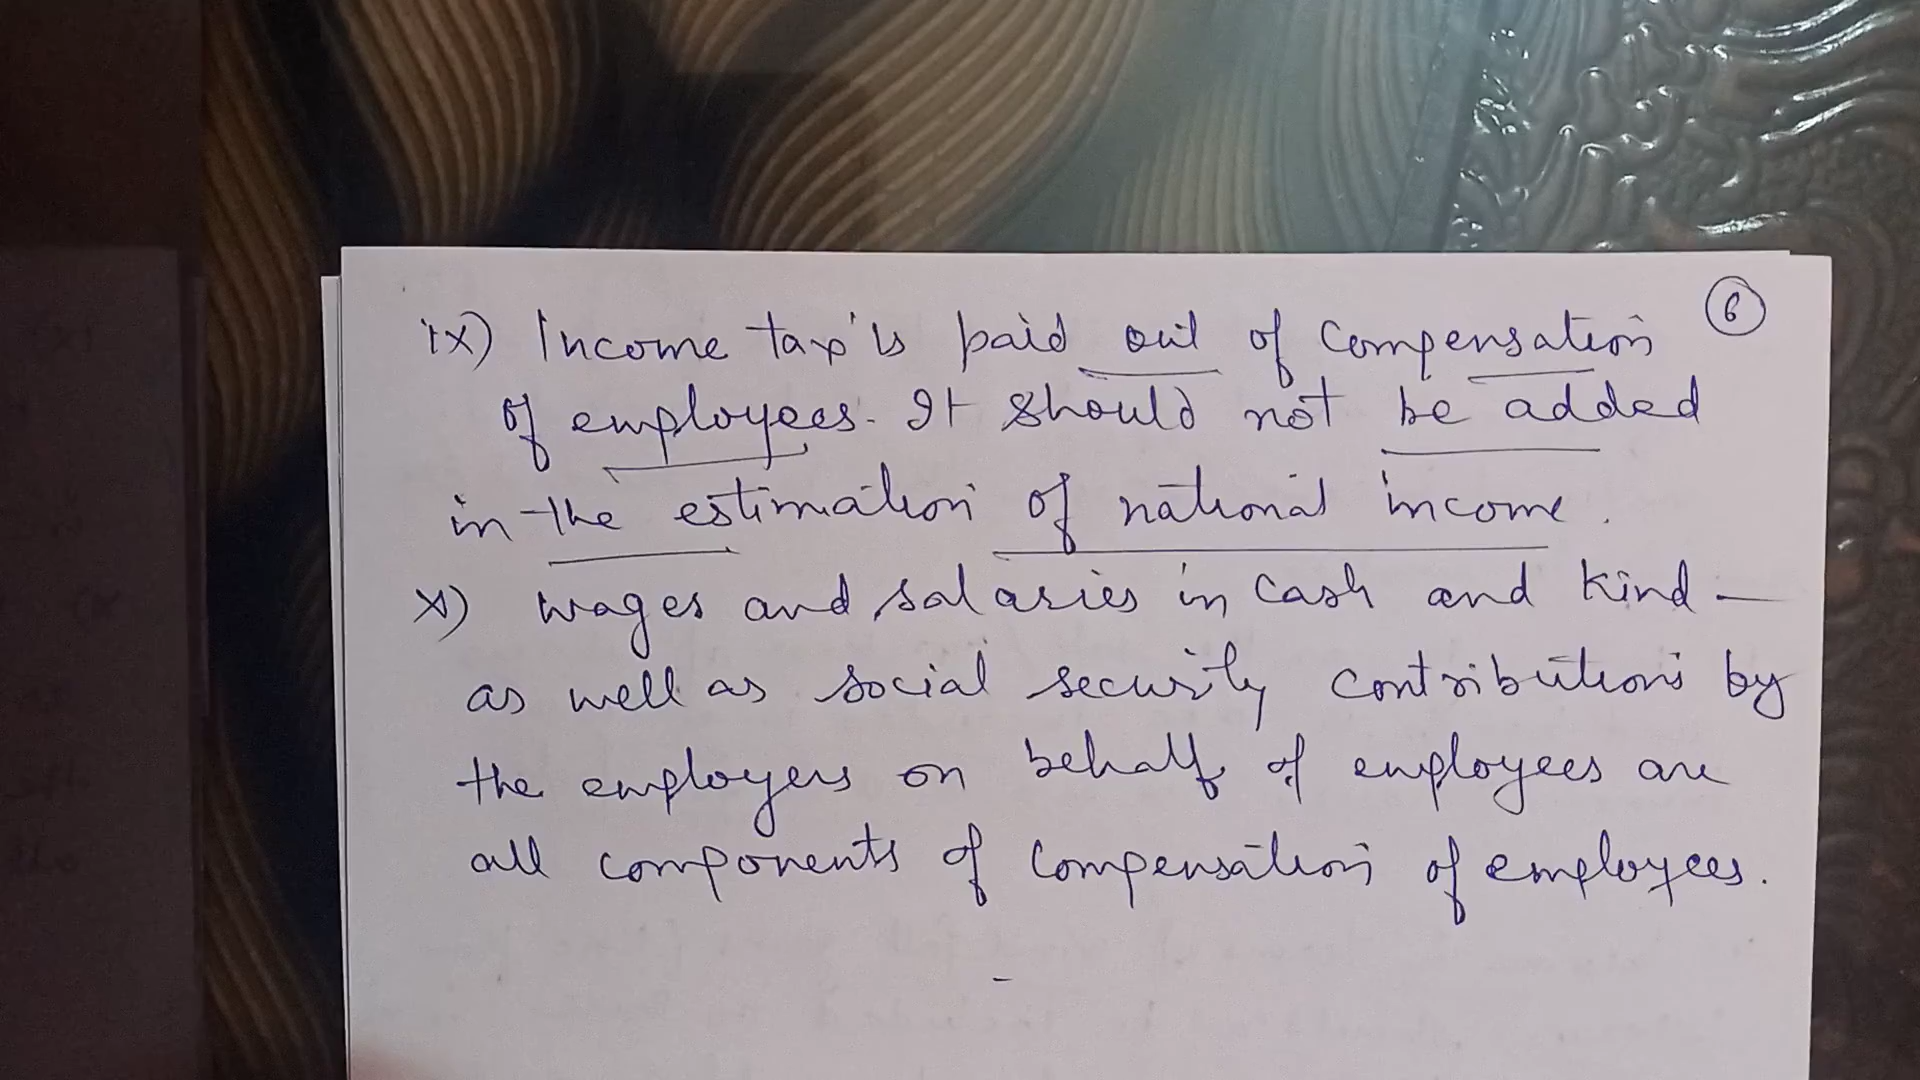 6
ix) Income tax is paid out of compensation
of employees. It should not be added
in the estimation of national income.
x) wages and salaries in cash and kind -
as well as social security contributions by
the employers on behalf of employees are
all components of compensation of employees.